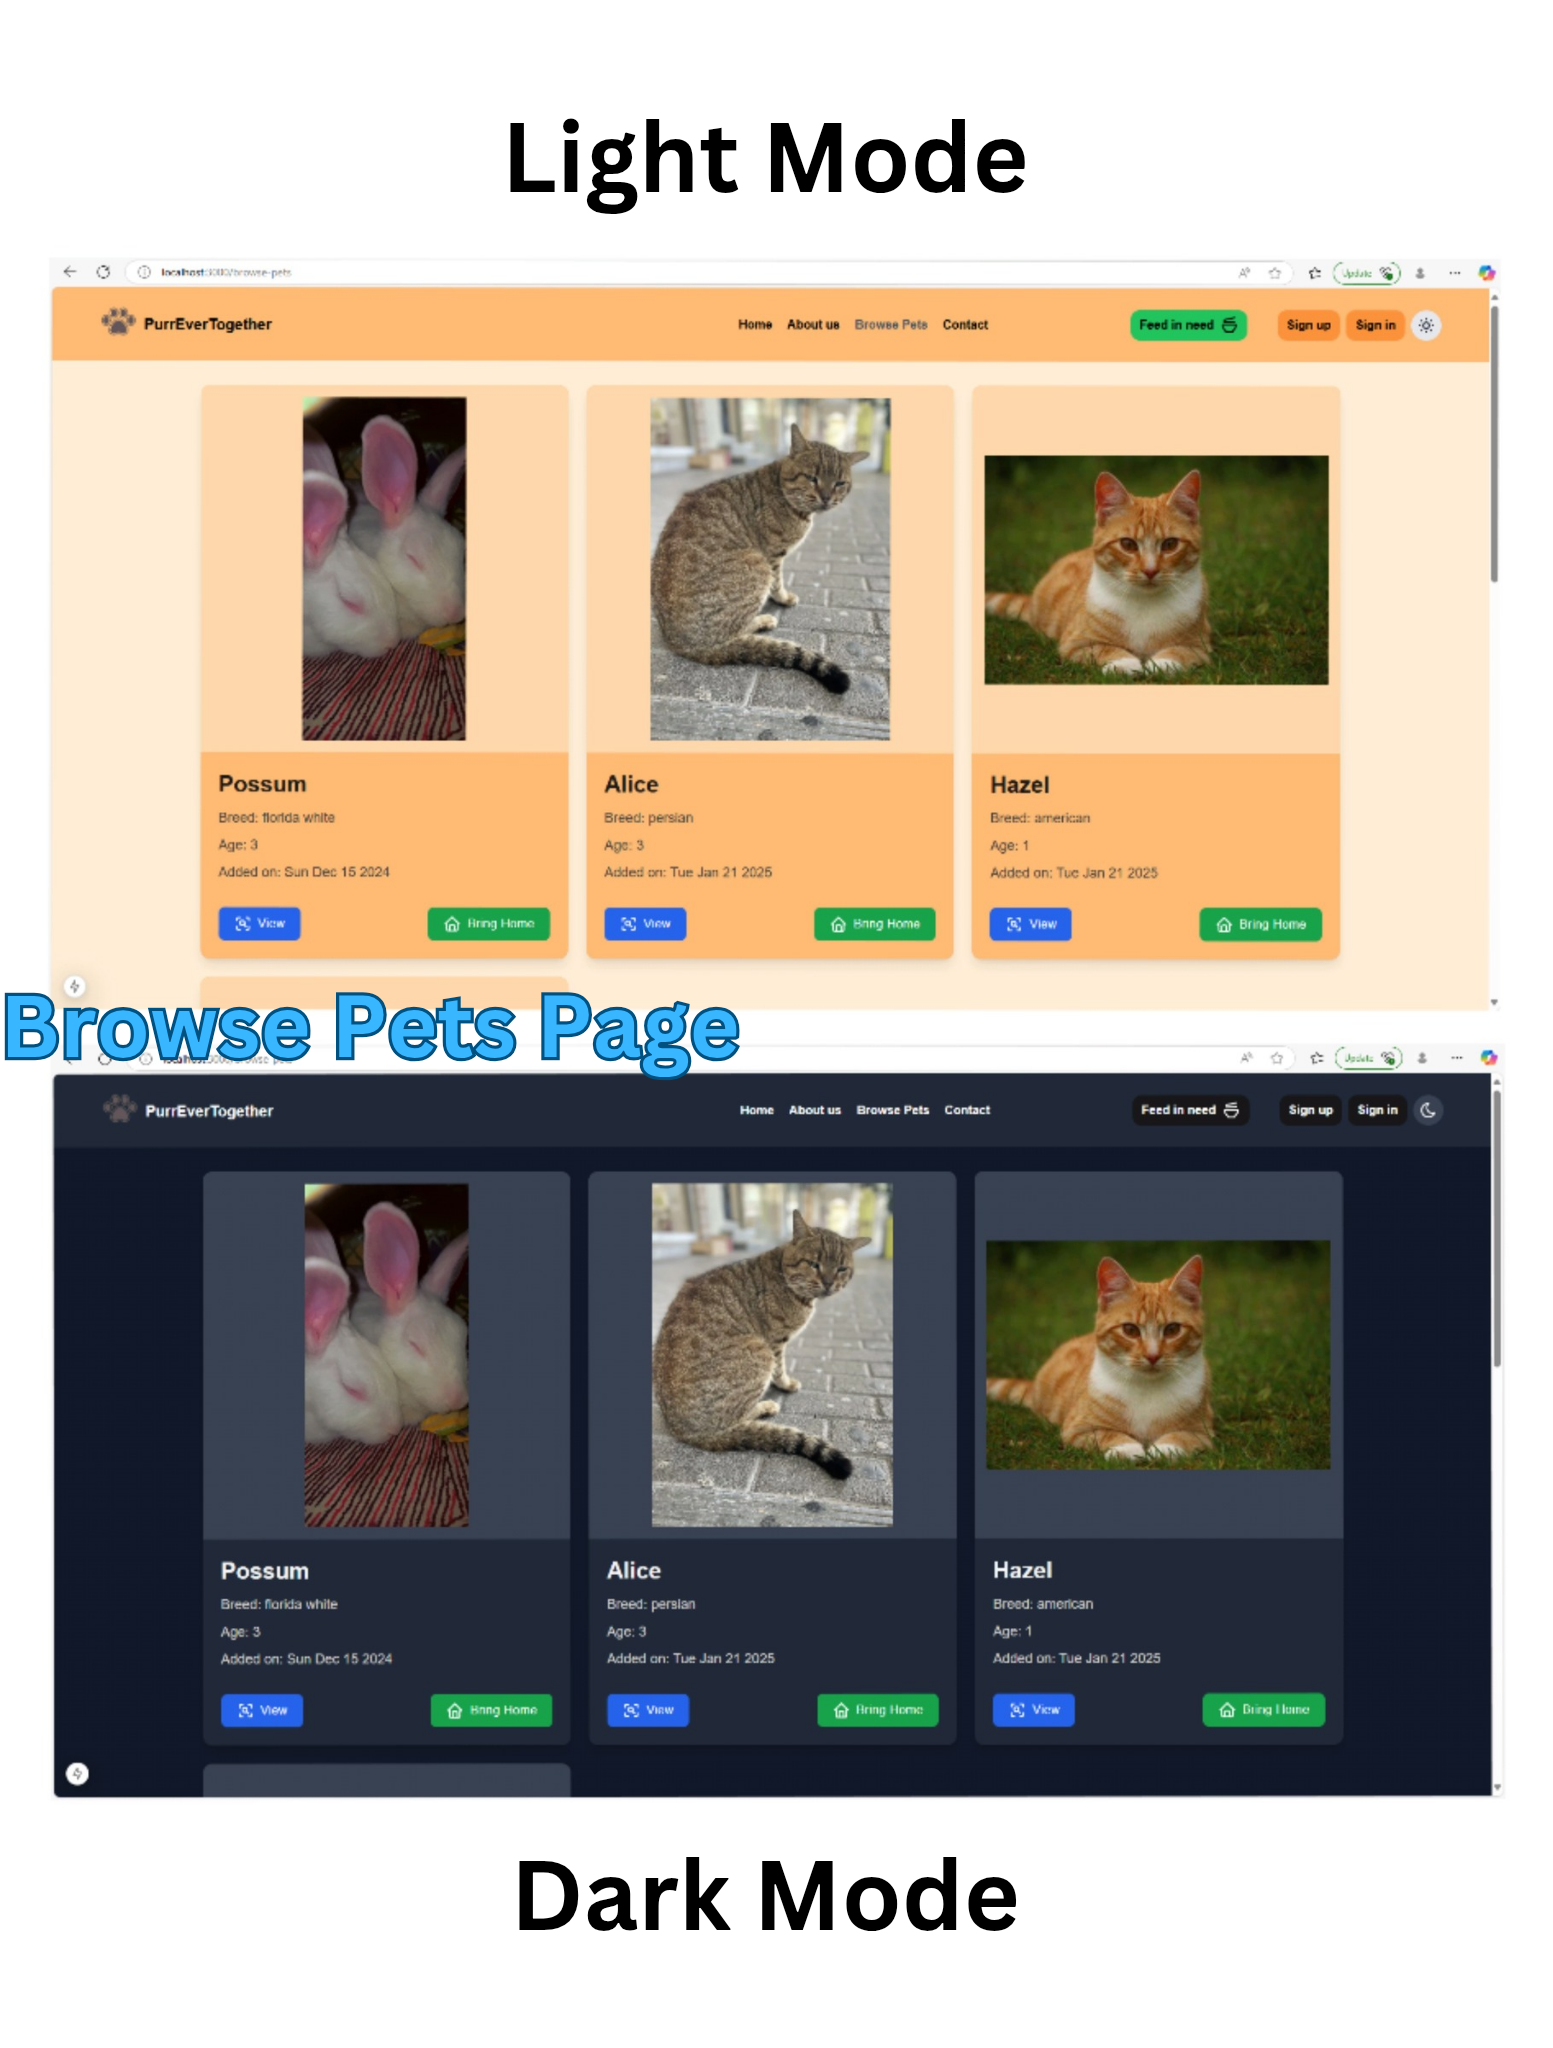 Light Mode
localhost:3000/browse-pets
Update
PurrEverTogether
Home About us Browse Pets Contact
Feed in need
Sign up Sign in
Possum
Breed: florida white
Age: 3
Added on: Sun Dec 15 2024
View Bring Home
Alice
Breed: persian
Age: 3
Added on: Tue Jan 21 2025
View Bring Home
Hazel
Breed: american
Age: 1
Added on: Tue Jan 21 2025
View Bring Home
Browse Pets Page
localhost:3000/browse-pets
Update
PurrEverTogether
Home About us Browse Pets Contact
Feed in need
Sign up Sign in
Possum
Breed: florida white
Age: 3
Added on: Sun Dec 15 2024
View Bring Home
Alice
Breed: persian
Age: 3
Added on: Tue Jan 21 2025
View Bring Home
Hazel
Breed: american
Age: 1
Added on: Tue Jan 21 2025
View Bring Home
Dark Mode